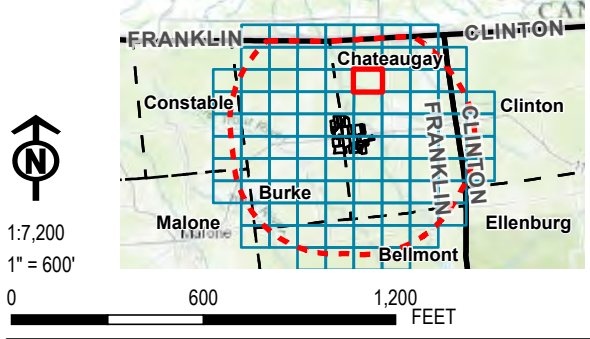 CAN
FRANKLIN CLINTON
Chateaugay
Constable Clinton
FRANKLIN
CLINTON
N
Burke
1:7,200
Malone Ellenburg
Malone
1" = 600'
Bellmont
0 600 1,200
FEET